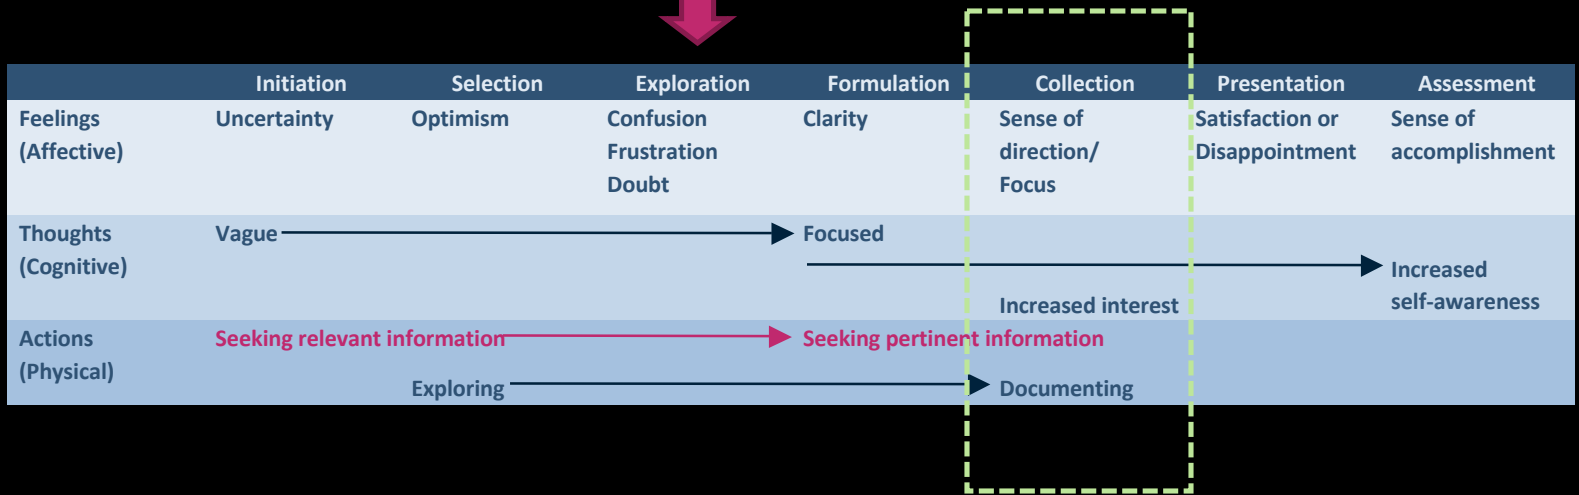 Initiation Selection Exploration Formulation Collection Presentation Assessment
Feelings Uncertainty Optimism Confusion Clarity Sense of Satisfaction or Sense of
(Affective) Frustration direction/ Disappointment accomplishment
Doubt Focus
Thoughts Vague Focused
(Cognitive) Increased
Increased interest self-awareness
Actions Seeking relevant information Seeking pertinent information
(Physical)
Exploring Documenting